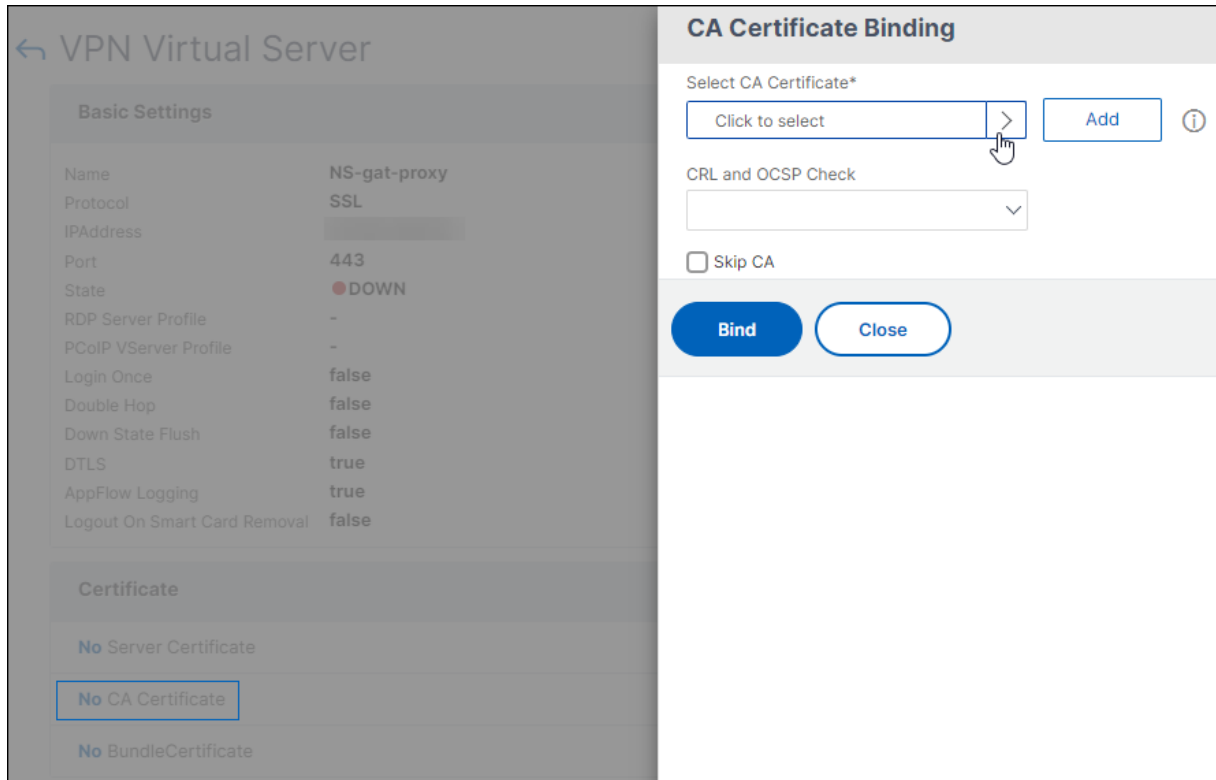 VPN Virtual Server
Basic Settings
Name NS-gat-proxy
Protocol SSL
IPAddress
Port 443
State DOWN
RDP Server Profile -
PCoIP VServer Profile -
Login Once false
Double Hop false
Down State Flush false
DTLS true
AppFlow Logging true
Logout On Smart Card Removal false
Certificate
No Server Certificate
No CA Certificate
No BundleCertificate
CA Certificate Binding
Select CA Certificate*
Click to select
Add
CRL and OCSP Check
Skip CA
Bind Close